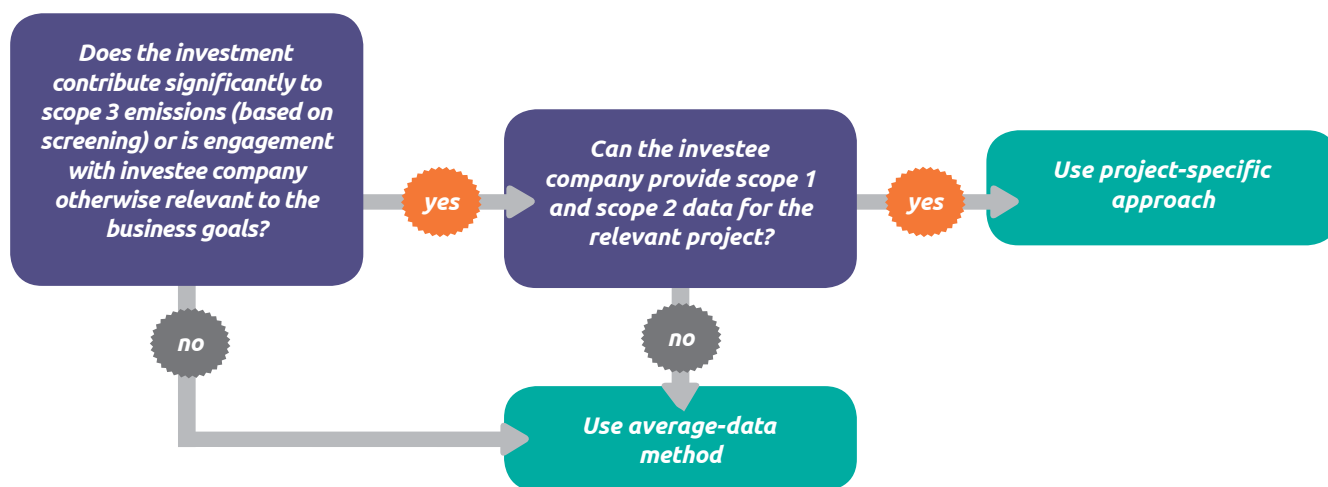 Does the investment
contribute significantly to
scope 3 emissions (based on
screening) or is engagement
with investee company
otherwise relevant to the
business goals?
yes
Can the investee
company provide scope 1
and scope 2 data for the
relevant project?
yes
Use project-specific
approach
no
no
Use average-data
method